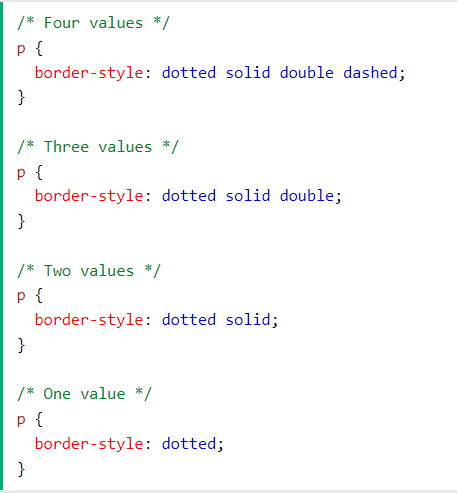 /* Four values */
p {
  border-style: dotted solid double dashed;
}

/* Three values */
p {
  border-style: dotted solid double;
}

/* Two values */
p {
  border-style: dotted solid;
}

/* One value */
p {
  border-style: dotted;
}